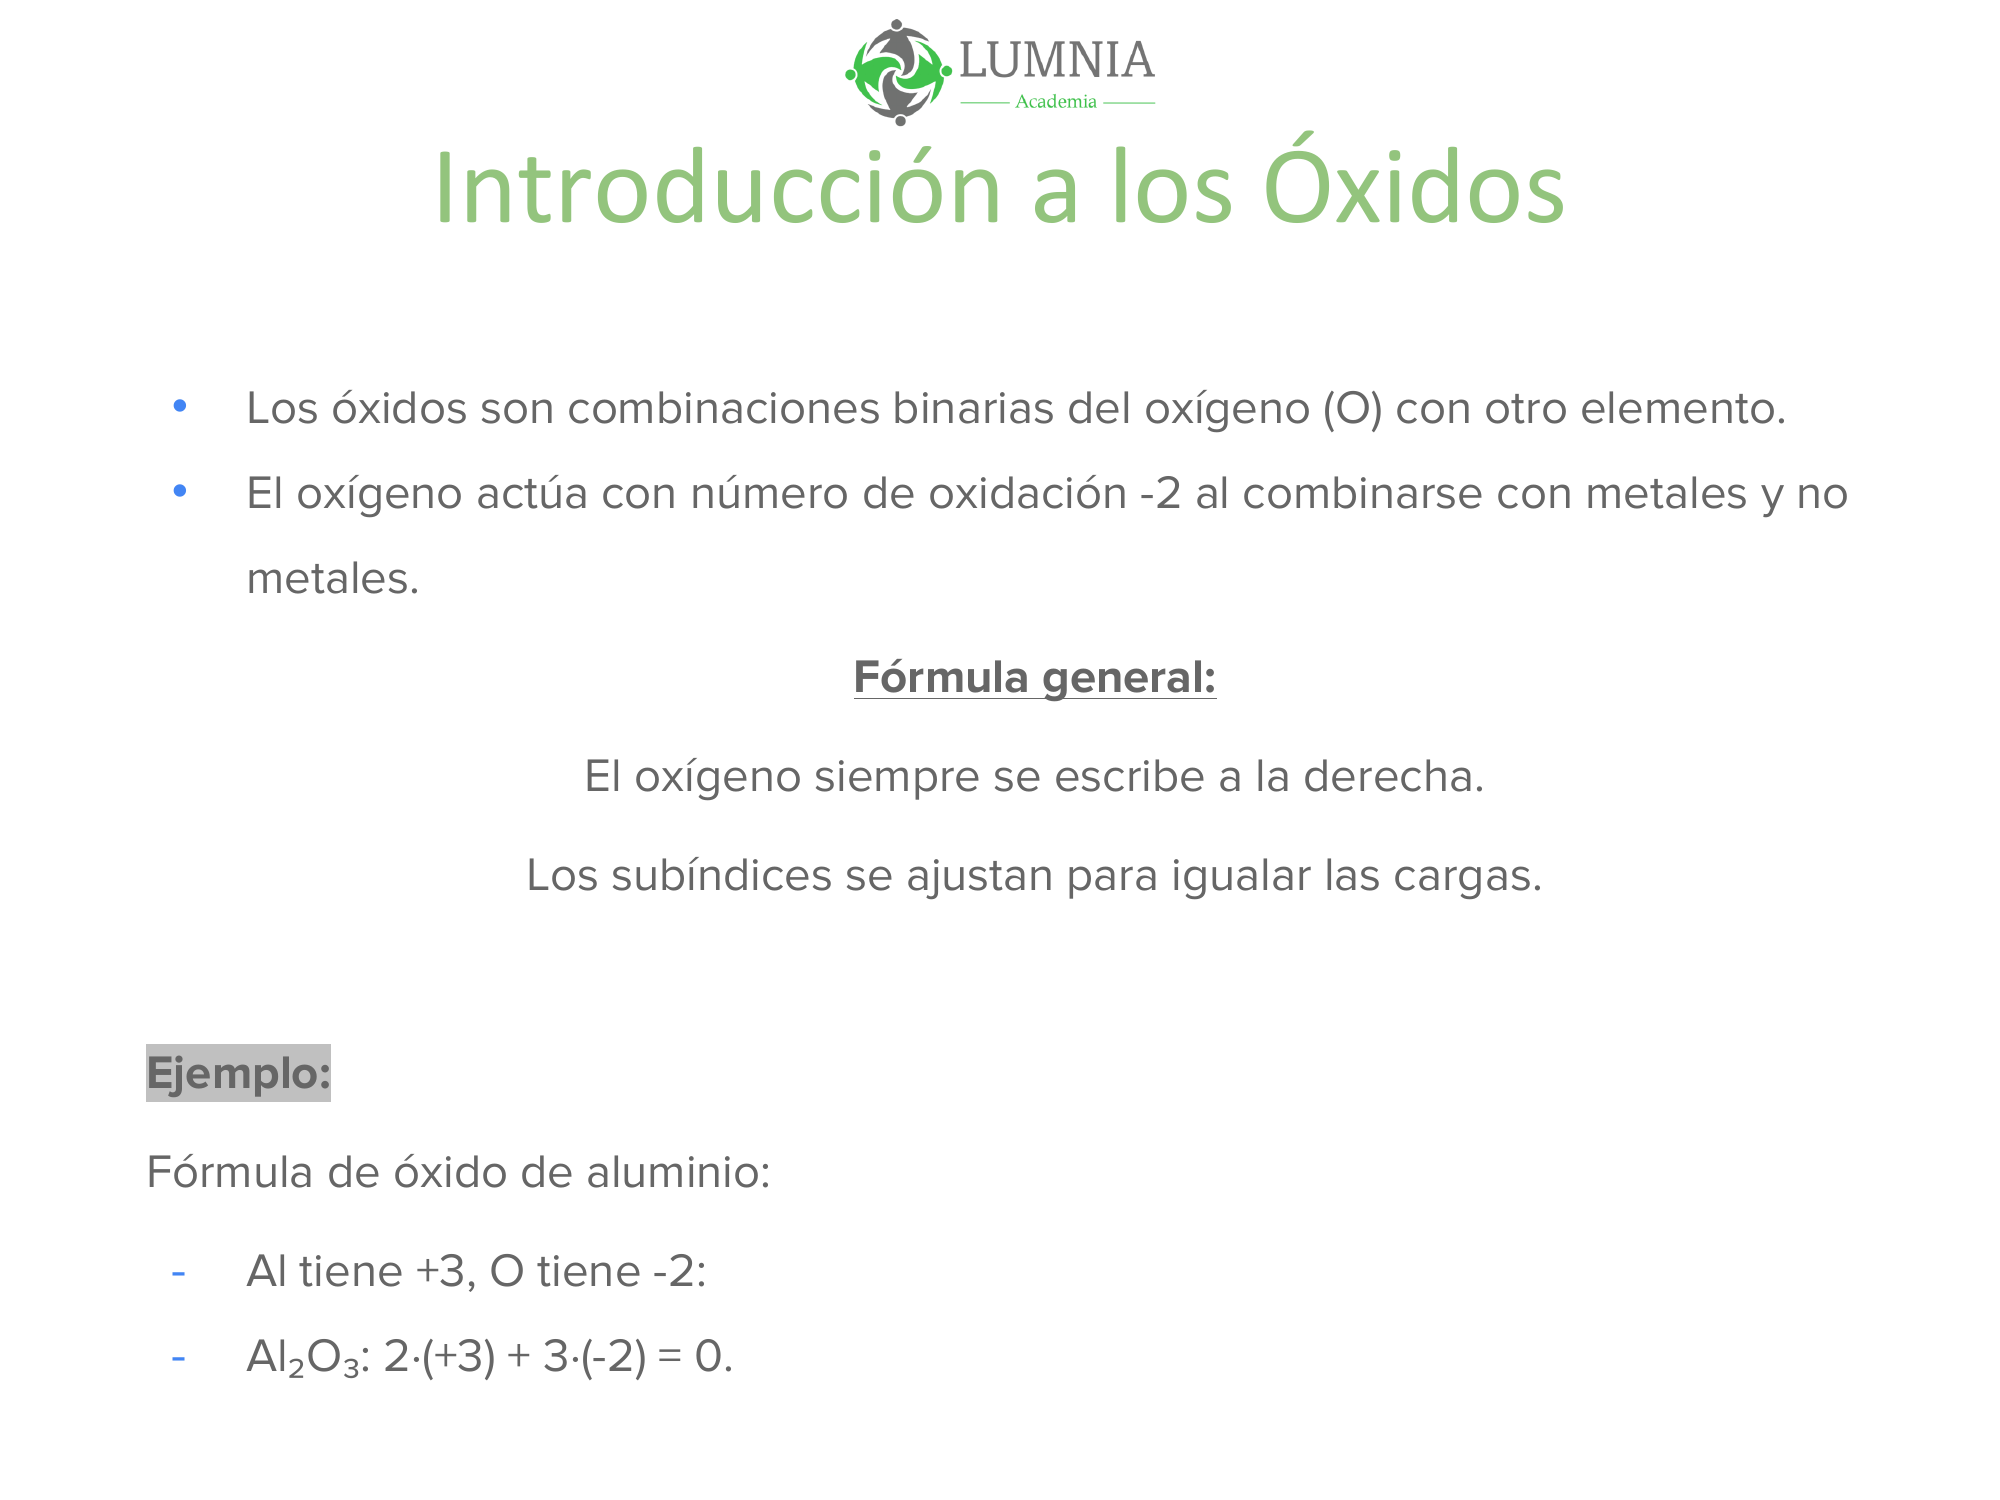 LUMNIA
Academia
Introducción a los Óxidos
• Los óxidos son combinaciones binarias del oxígeno (O) con otro elemento.
• El oxígeno actúa con número de oxidación -2 al combinarse con metales y no
metales.
Fórmula general:
El oxígeno siempre se escribe a la derecha.
Los subíndices se ajustan para igualar las cargas.
Ejemplo:
Fórmula de óxido de aluminio:
- Al tiene +3, O tiene -2:
- Al₂O₃: 2·(+3) + 3·(-2) = 0.